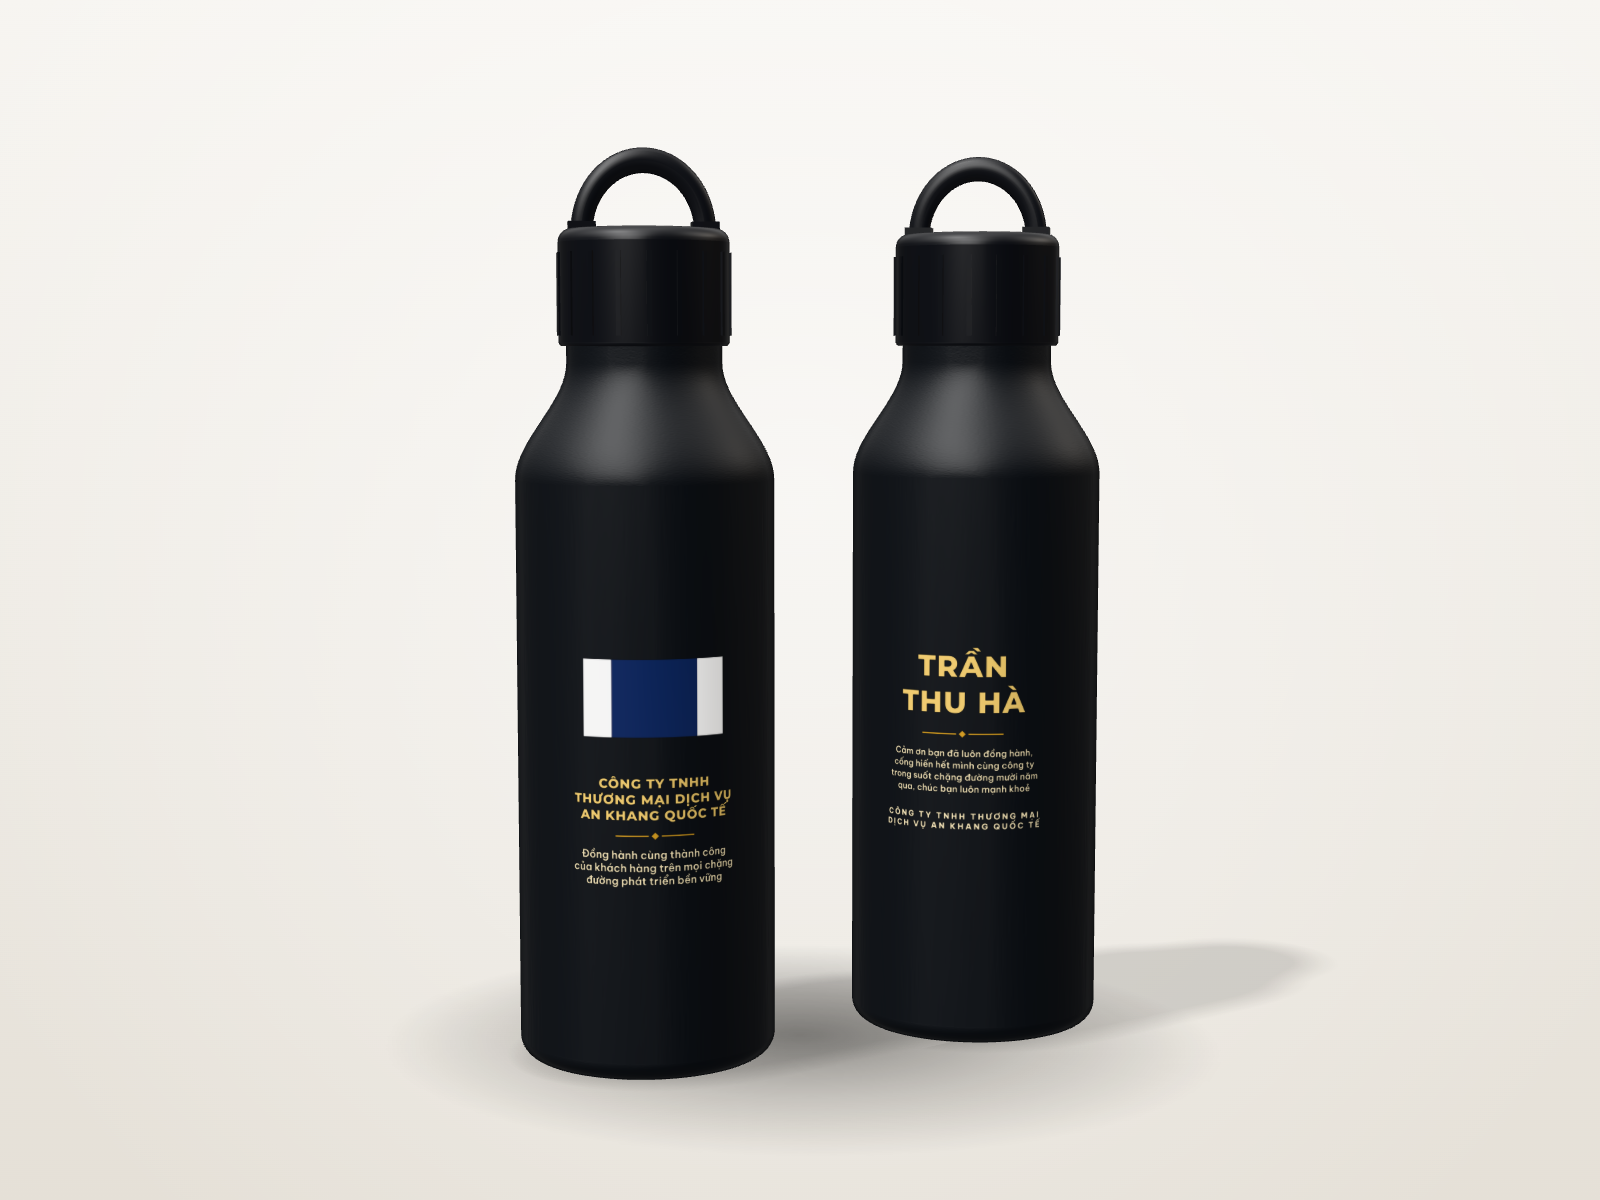 CÔNG TY TNHH
THƯƠNG MẠI DỊCH VỤ
AN KHANG QUỐC TẾ
Đồng hành cùng thành công
của khách hàng trên mọi chặng
đường phát triển bền vững
TRẦN
THU HÀ
Cảm ơn bạn đã luôn đồng hành,
cống hiến hết mình cùng công ty
trong suốt chặng đường mười năm
qua, chúc bạn luôn mạnh khoẻ
CÔNG TY TNHH THƯƠNG MẠI
DỊCH VỤ AN KHANG QUỐC TẾ